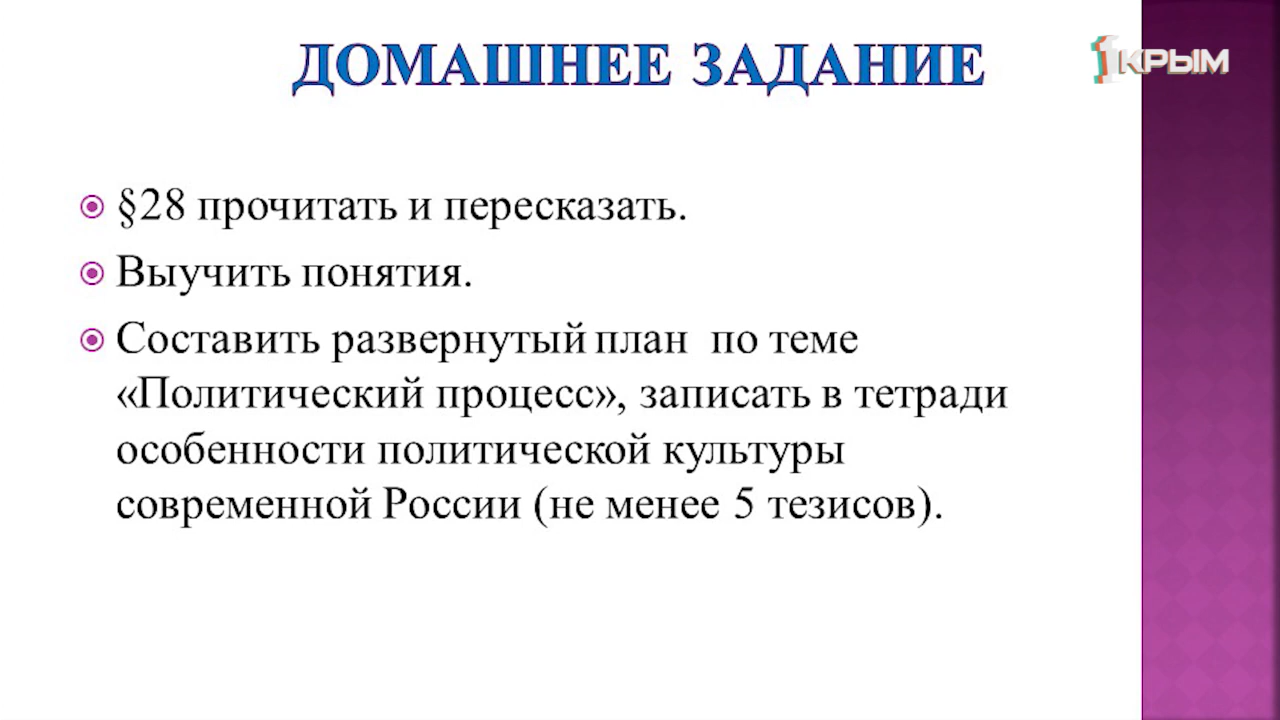 ДОМАШНЕЕ ЗАДАНИЕ
1КРЫМ
§28 прочитать и пересказать.
Выучить понятия.
Составить развернутый план по теме
«Политический процесс», записать в тетради
особенности политической культуры
современной России (не менее 5 тезисов).